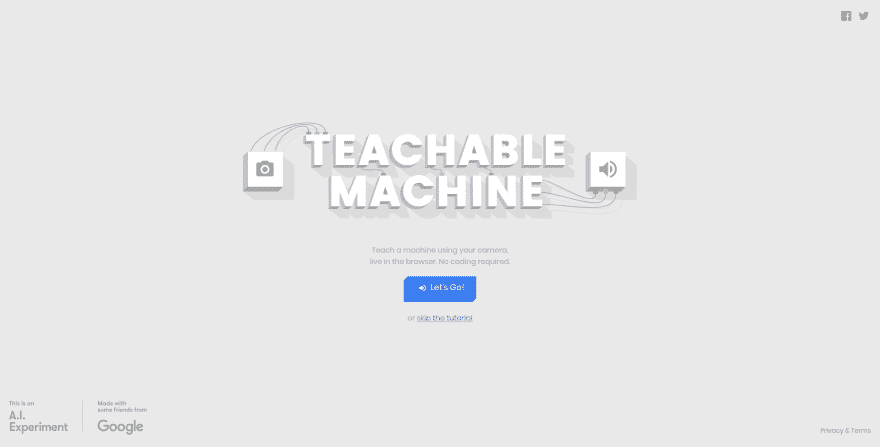 TEACHABLE
MACHINE
Teach a machine using your camera,
live in the browser. No coding required.
Let's Go!
or skip the tutorial
This is an
A.I.
Experiment
Made with
some friends from
Google
Privacy & Terms